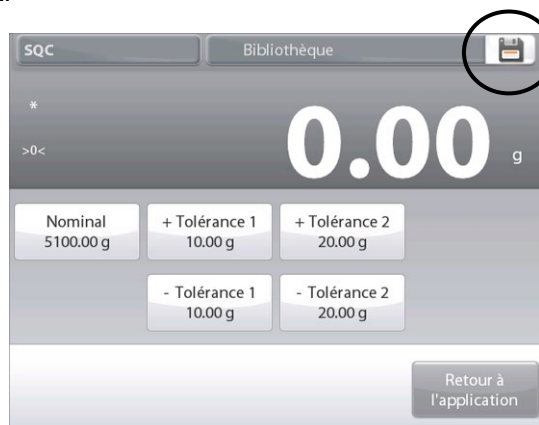 SQC Bibliothèque
*
>0< 0.00 g
Nominal + Tolérance 1 + Tolérance 2
5100.00 g 10.00 g 20.00 g
- Tolérance 1 - Tolérance 2
10.00 g 20.00 g
Retour à
l'application